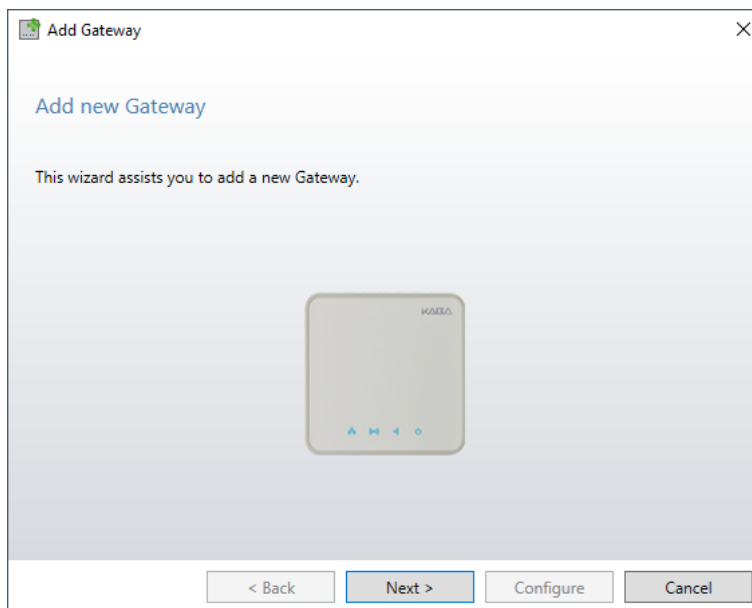 Add Gateway
Add new Gateway
This wizard assists you to add a new Gateway.
KABA
< Back
Next >
Configure
Cancel